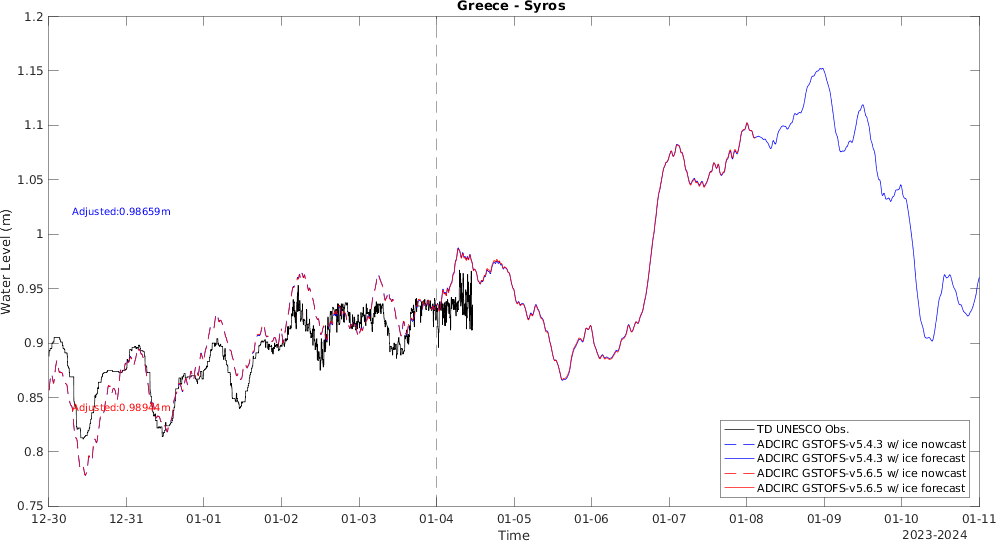 Greece - Syros
1.2
1.15
1.1
1.05
1
0.95
0.9
0.85
0.8
0.75
Water Level (m)
Adjusted:0.98659m
Adjusted:0.98944m
TD UNESCO Obs.
ADCIRC GSTOFS-v5.4.3 w/ ice nowcast
ADCIRC GSTOFS-v5.4.3 w/ ice forecast
ADCIRC GSTOFS-v5.6.5 w/ ice nowcast
ADCIRC GSTOFS-v5.6.5 w/ ice forecast
12-30 12-31 01-01 01-02 01-03 01-04 01-05 01-06 01-07 01-08 01-09 01-10 01-11
Time
2023-2024